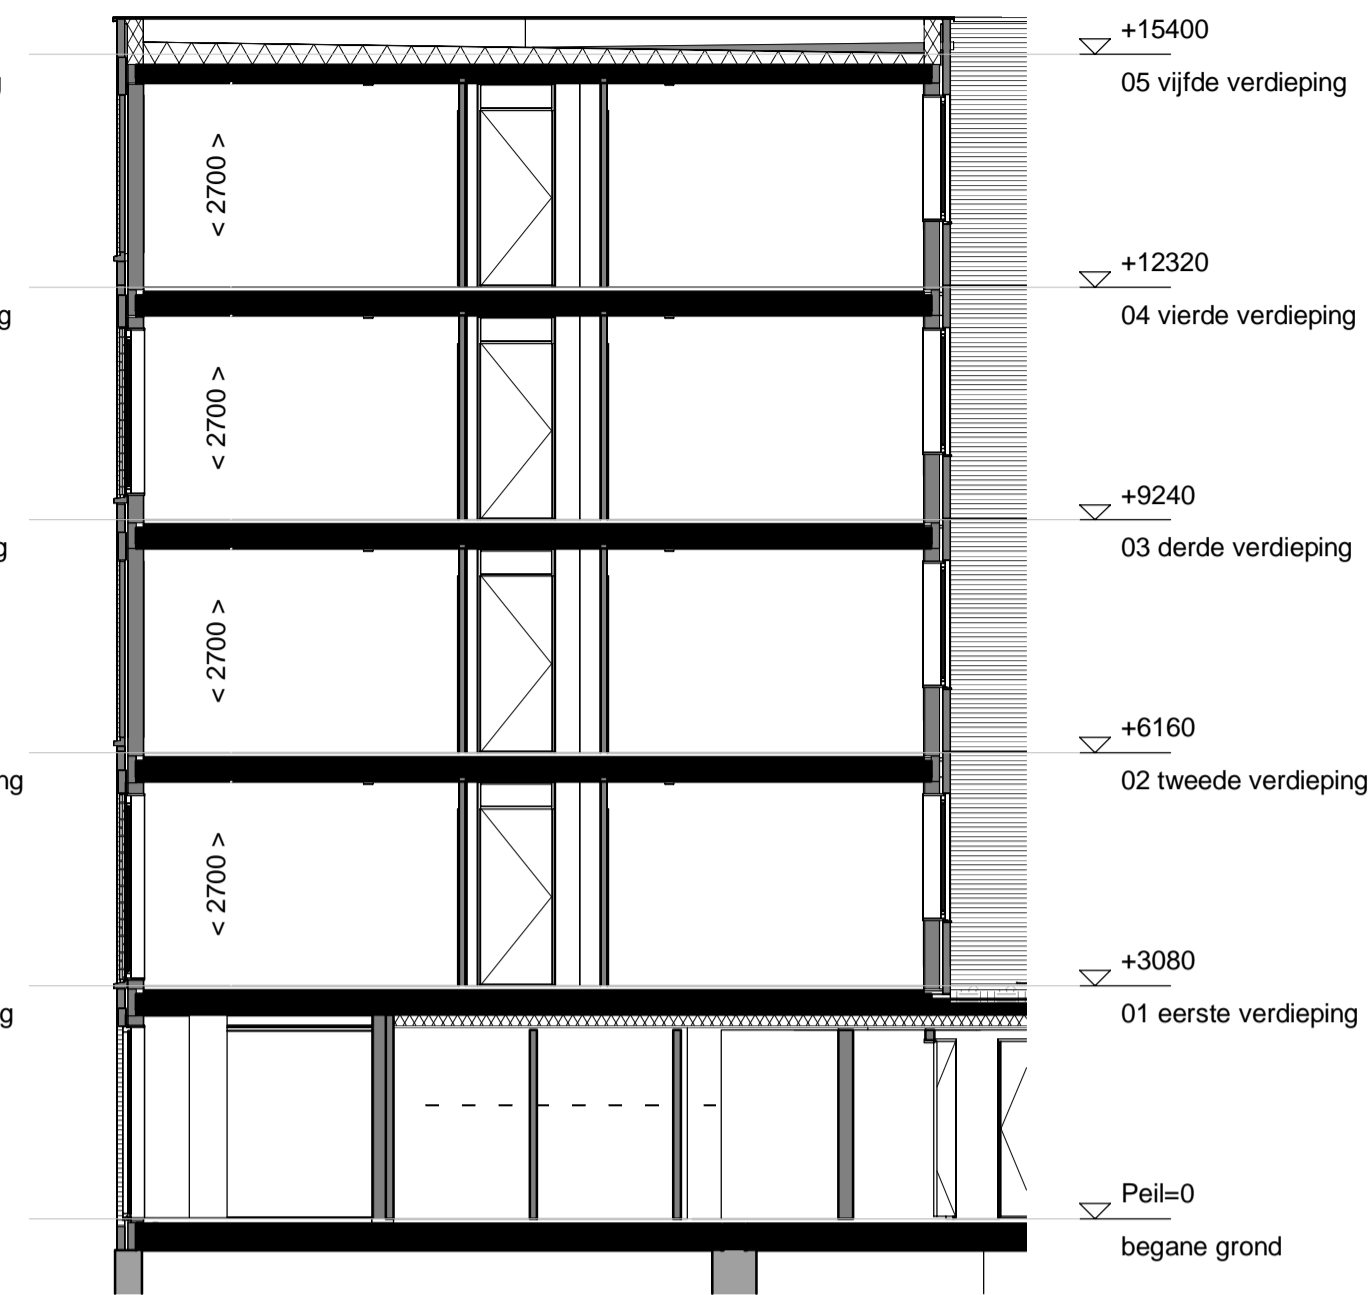 +15400
05 vijfde verdieping
< 2700 >
+12320
04 vierde verdieping
< 2700 >
+9240
03 derde verdieping
< 2700 >
+6160
02 tweede verdieping
< 2700 >
+3080
01 eerste verdieping
Peil=0
begane grond